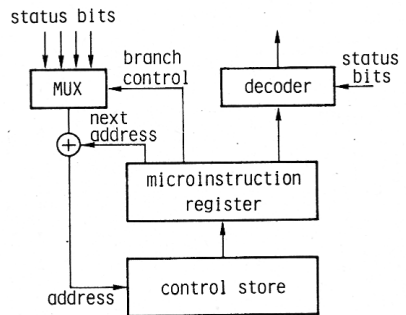 status bits
branch
control
MUX
next
address
decoder
status
bits
microinstruction
register
address
control store